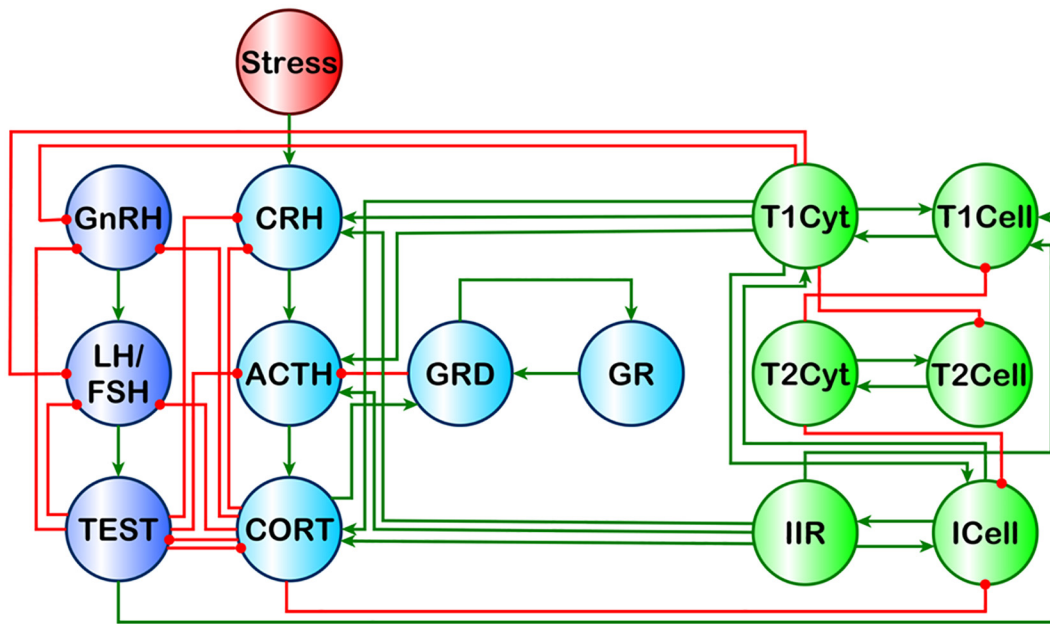 Stress
GnRH
CRH
T1Cyt
T1Cell
LH/
FSH
ACTH
GRD
GR
T2Cyt
T2Cell
TEST
CORT
IIR
ICell